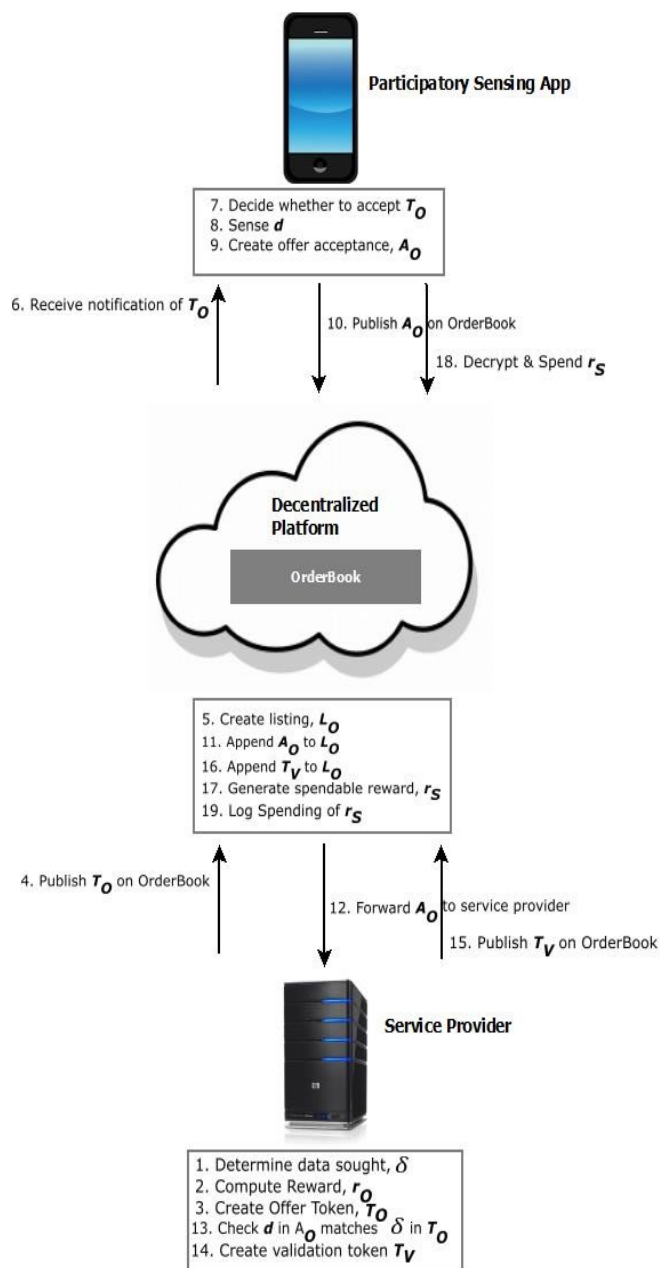 Participatory Sensing App
7. Decide whether to accept T_O
8. Sense d
9. Create offer acceptance, A_O
6. Receive notification of T_O
10. Publish A_O on OrderBook
18. Decrypt & Spend r_S
Decentralized
Platform
OrderBook
5. Create listing, L_O
11. Append A_O to L_O
16. Append T_V to L_O
17. Generate spendable reward, r_S
19. Log Spending of r_S
4. Publish T_O on OrderBook
12. Forward A_O to service provider
15. Publish T_V on OrderBook
Service Provider
1. Determine data sought, δ
2. Compute Reward, r_O
3. Create Offer Token, T_O
13. Check d in A_O matches δ in T_O
14. Create validation token T_V